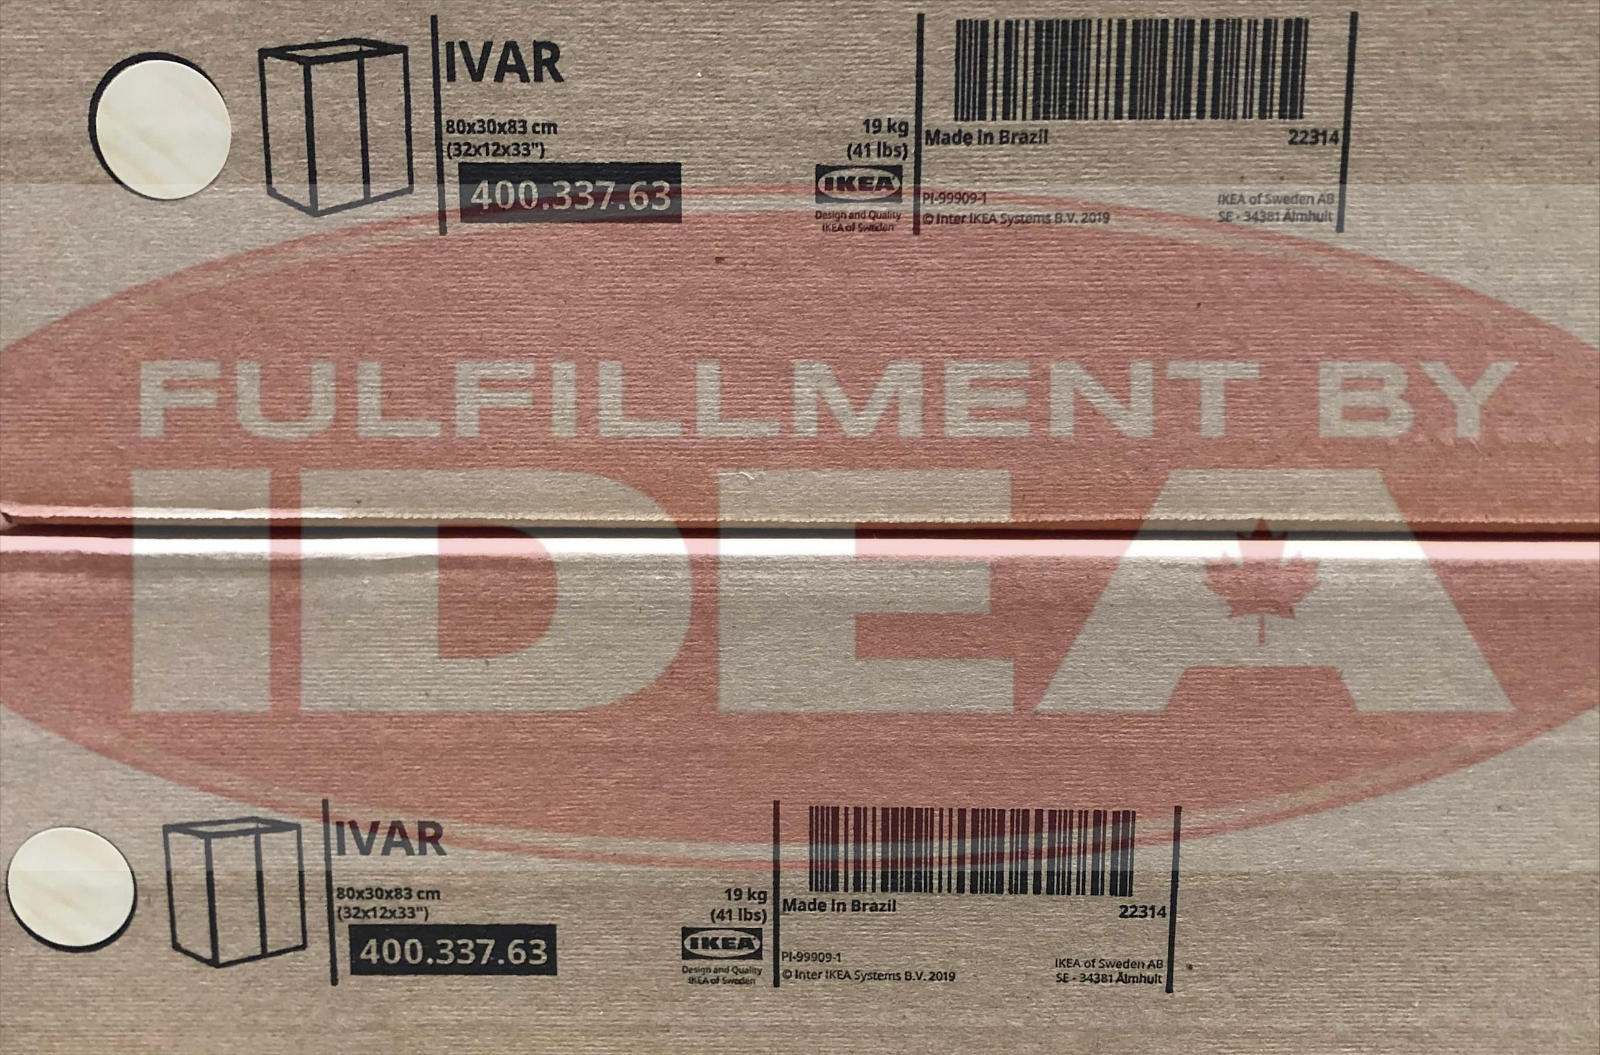 IVAR
80x30x83 cm
(32x12x33")
400.337.63
19 kg
(41 lbs)
IKEA
Design and Quality
IKEA of Sweden
Made in Brazil
22314
PI-99909-1
© Inter IKEA Systems B.V. 2019
IKEA of Sweden AB
SE - 34381 Älmhult
FULFILLMENT BY
IDEA
IVAR
80x30x83 cm
(32x12x33")
400.337.63
19 kg
(41 lbs)
IKEA
Design and Quality
IKEA of Sweden
Made in Brazil
22314
PI-99909-1
© Inter IKEA Systems B.V. 2019
IKEA of Sweden AB
SE - 34381 Älmhult